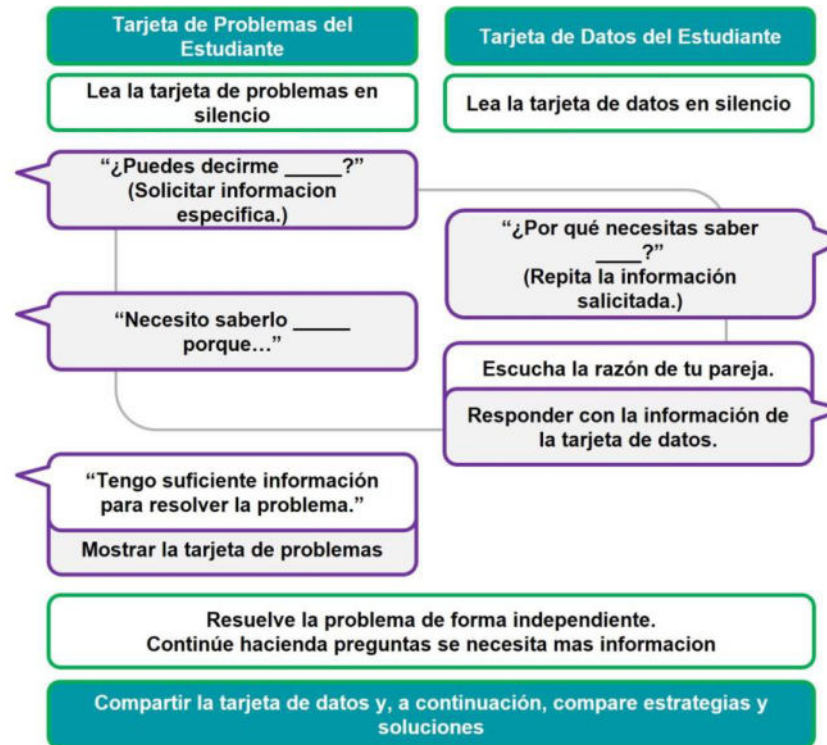 Tarjeta de Problemas del
Estudiante
Tarjeta de Datos del Estudiante
Lea la tarjeta de problemas en
silencio
Lea la tarjeta de datos en silencio
“¿Puedes decirme _____?”
(Solicitar informacion
especifica.)
“¿Por qué necesitas saber
____?”
(Repita la información
salicitada.)
“Necesito saberlo _____
porque…”
Escucha la razón de tu pareja.
Responder con la información de
la tarjeta de datos.
“Tengo suficiente información
para resolver la problema.”
Mostrar la tarjeta de problemas
Resuelve la problema de forma independiente.
Continúe hacienda preguntas se necesita mas informacion
Compartir la tarjeta de datos y, a continuación, compare estrategias y
soluciones